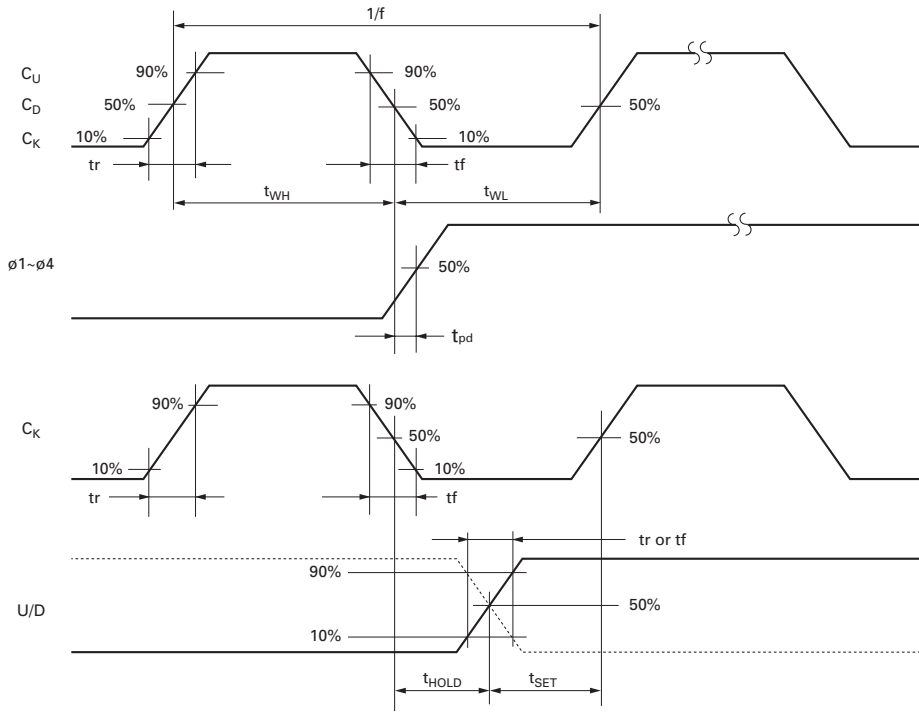 1/f
C_U 90% 90%
C_D 50% 50% 50%
C_K 10% 10%
tr tf
t_WH t_WL
ø1~ø4 50%
t_pd
90% 90%
C_K 50% 50%
10% 10%
tr tf
tr or tf
90%
U/D 50%
10%
t_HOLD t_SET